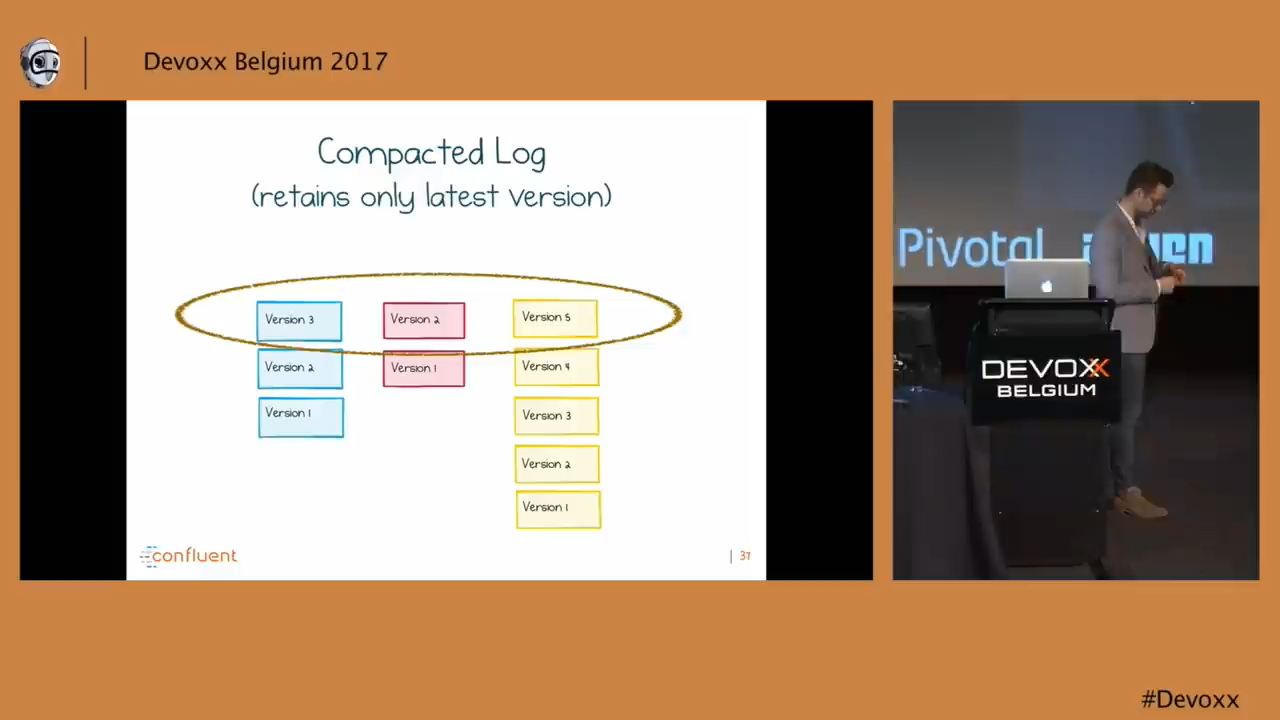 Devoxx Belgium 2017
Compacted Log
(retains only latest version)
Version 3
Version 2
Version 5
Version 2
Version 1
Version 4
Version 1
Version 3
Version 2
Version 1
confluent
| 37
Pivotal
DEVOXX
BELGIUM
#Devoxx